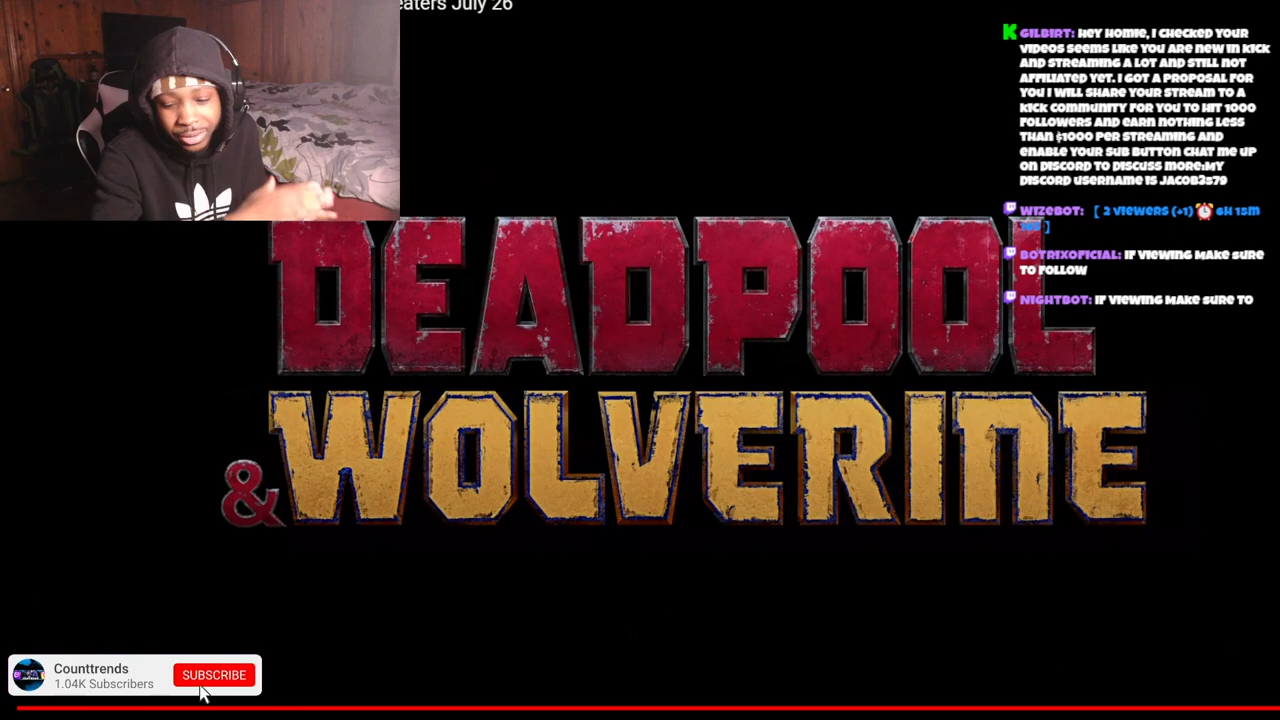 eaters July 26
GILBIRT: HEY HOMIE, I CHECKED YOUR
VIDEOS SEEMS LIKE YOU ARE NEW IN KICK
AND STREAMING A LOT AND STILL NOT
AFFILIATED YET. I GOT A PROPOSAL FOR
YOU I WILL SHARE YOUR STREAM TO A
KICK COMMUNITY FOR YOU TO HIT 1000
FOLLOWERS AND EARN NOTHING LESS
THAN $1000 PER STREAMING AND
ENABLE YOUR SUB BUTTON CHAT ME UP
ON DISCORD TO DISCUSS MORE:MY
DISCORD USERNAME IS JACOB3579
WIZEBOT: [ 2 VIEWERS (+1) ⏰ 6H 15M
]
BOTRIXOFICIAL: IF VIEWING MAKE SURE
TO FOLLOW
NIGHTBOT: IF VIEWING MAKE SURE TO
DEADPOOL
& WOLVERINE
Counttrends
1.04K Subscribers
SUBSCRIBE